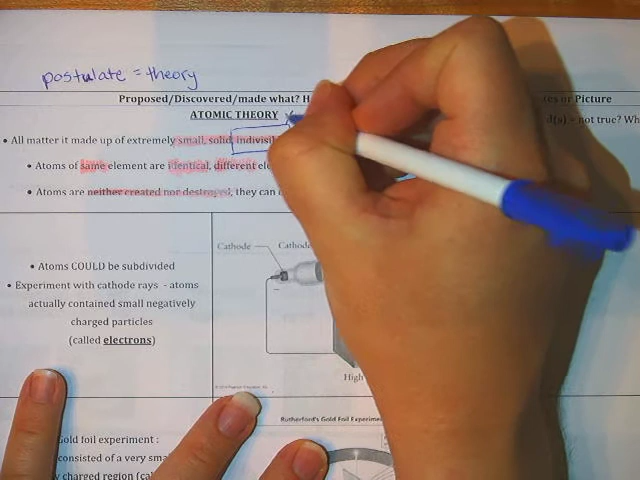 postulate = theory
Proposed/Discovered/made what? H
es or Picture
ATOMIC THEORY
d(s) = not true? Wh
• All matter it made up of extremely small, solid, indivisi
• Atoms of same element are identical, different ele
• Atoms are neither created nor destroyed, they can
Cathode
Cathod
• Atoms COULD be subdivided
• Experiment with cathode rays - atoms
actually contained small negatively
charged particles
(called electrons)
High
Rutherford's Gold Foil Experime
Gold foil experiment :
consisted of a very sma
y charged region (cal